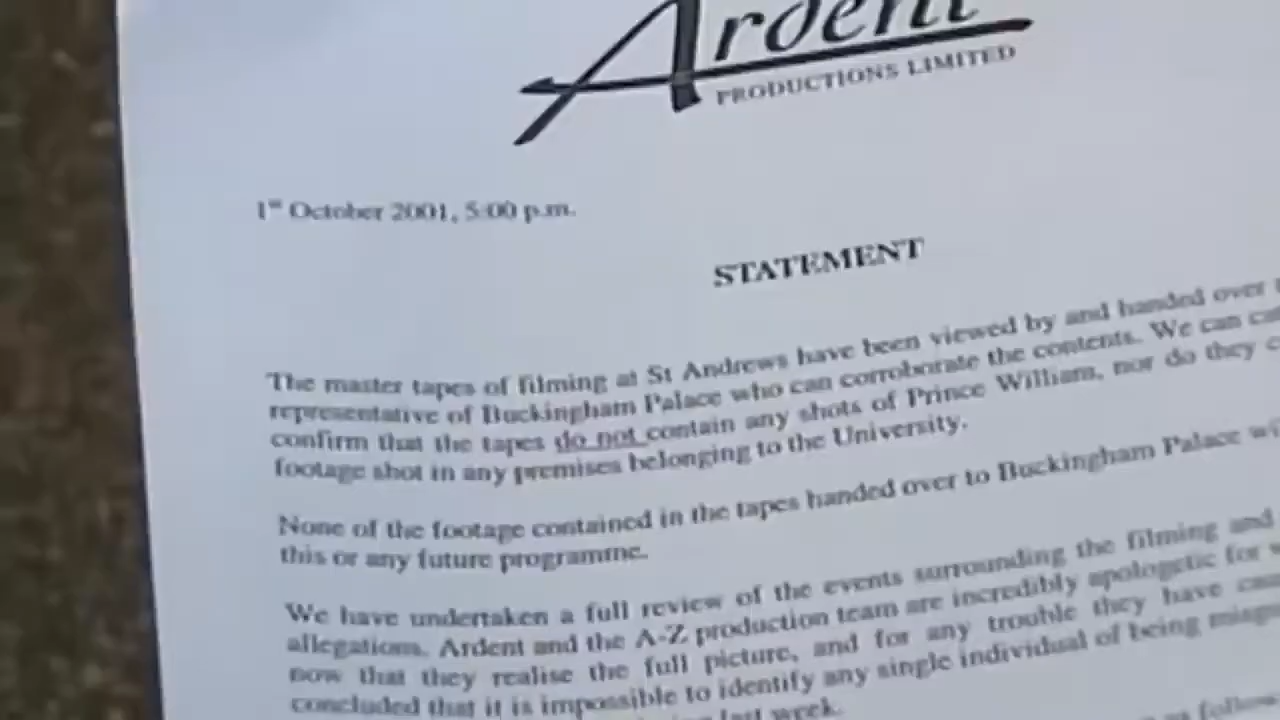 Ardent
PRODUCTIONS LIMITED
1st October 2001, 5:00 p.m.
STATEMENT
The master tapes of filming at St Andrews have been viewed by and handed over
representative of Buckingham Palace who can corroborate the contents. We can
confirm that the tapes do not contain any shots of Prince William, nor do they
footage shot in any premises belonging to the University.
None of the footage contained in the tapes handed over to Buckingham Palace
this or any future programme.
We have undertaken a full review of the events surrounding the filming and
allegations. Ardent and the A-Z production team are incredibly apologetic for
now that they realise the full picture, and for any trouble they have
concluded that it is impossible to identify any single individual of being
last week.